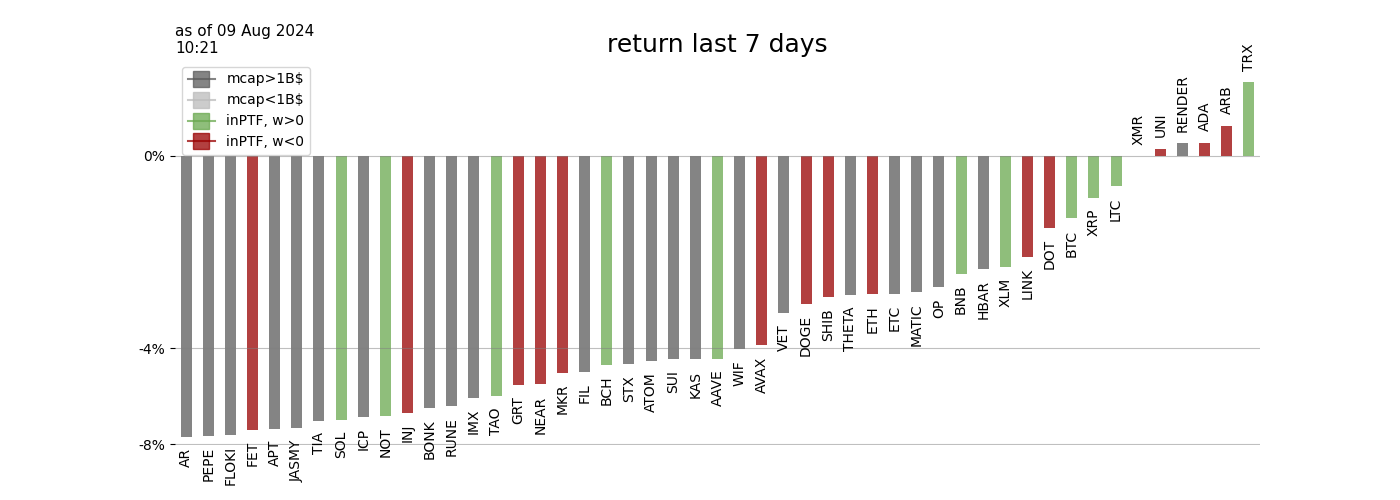 as of 09 Aug 2024
10:21
return last 7 days
mcap>1B$
mcap<1B$
inPTF, w>0
inPTF, w<0
0%
-4%
-8%
AR
PEPE
FLOKI
FET
APT
JASMY
TIA
SOL
ICP
NOT
INJ
BONK
RUNE
IMX
TAO
GRT
NEAR
MKR
FIL
BCH
STX
ATOM
SUI
KAS
AAVE
WIF
AVAX
VET
DOGE
SHIB
THETA
ETH
ETC
MATIC
OP
BNB
HBAR
XLM
LINK
DOT
BTC
XRP
LTC
XMR
UNI
RENDER
ADA
ARB
TRX